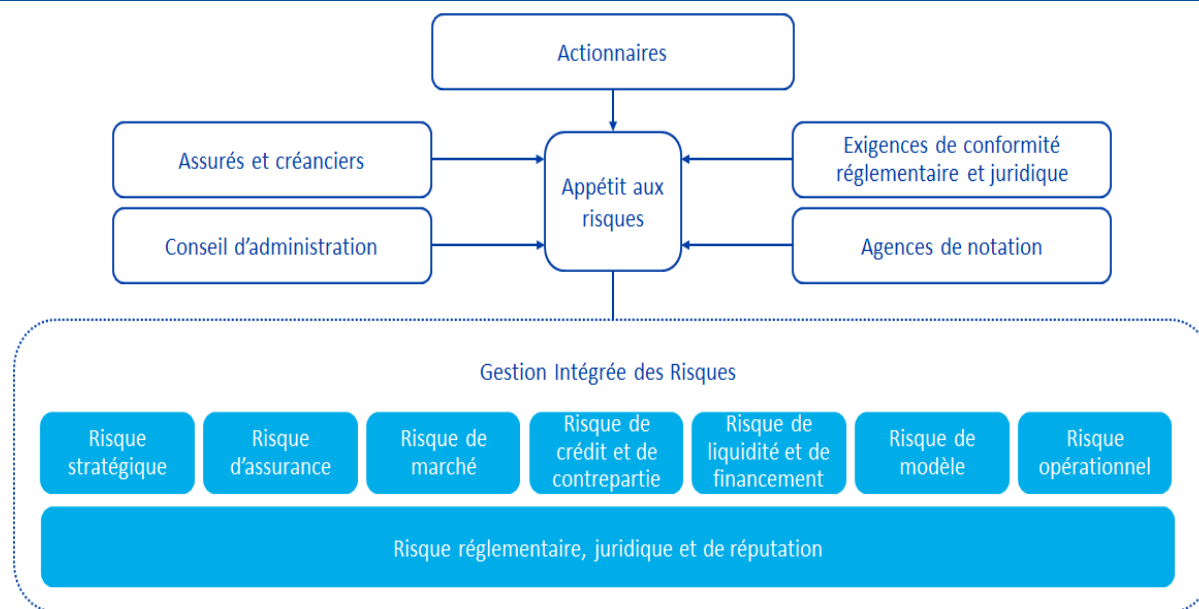 Actionnaires
Assurés et créanciers
Exigences de conformité
réglementaire et juridique
Appétit aux
risques
Conseil d’administration
Agences de notation
Gestion Intégrée des Risques
Risque
stratégique
Risque
d’assurance
Risque de
marché
Risque de
crédit et de
contrepartie
Risque de
liquidité et de
financement
Risque de
modèle
Risque
opérationnel
Risque réglementaire, juridique et de réputation